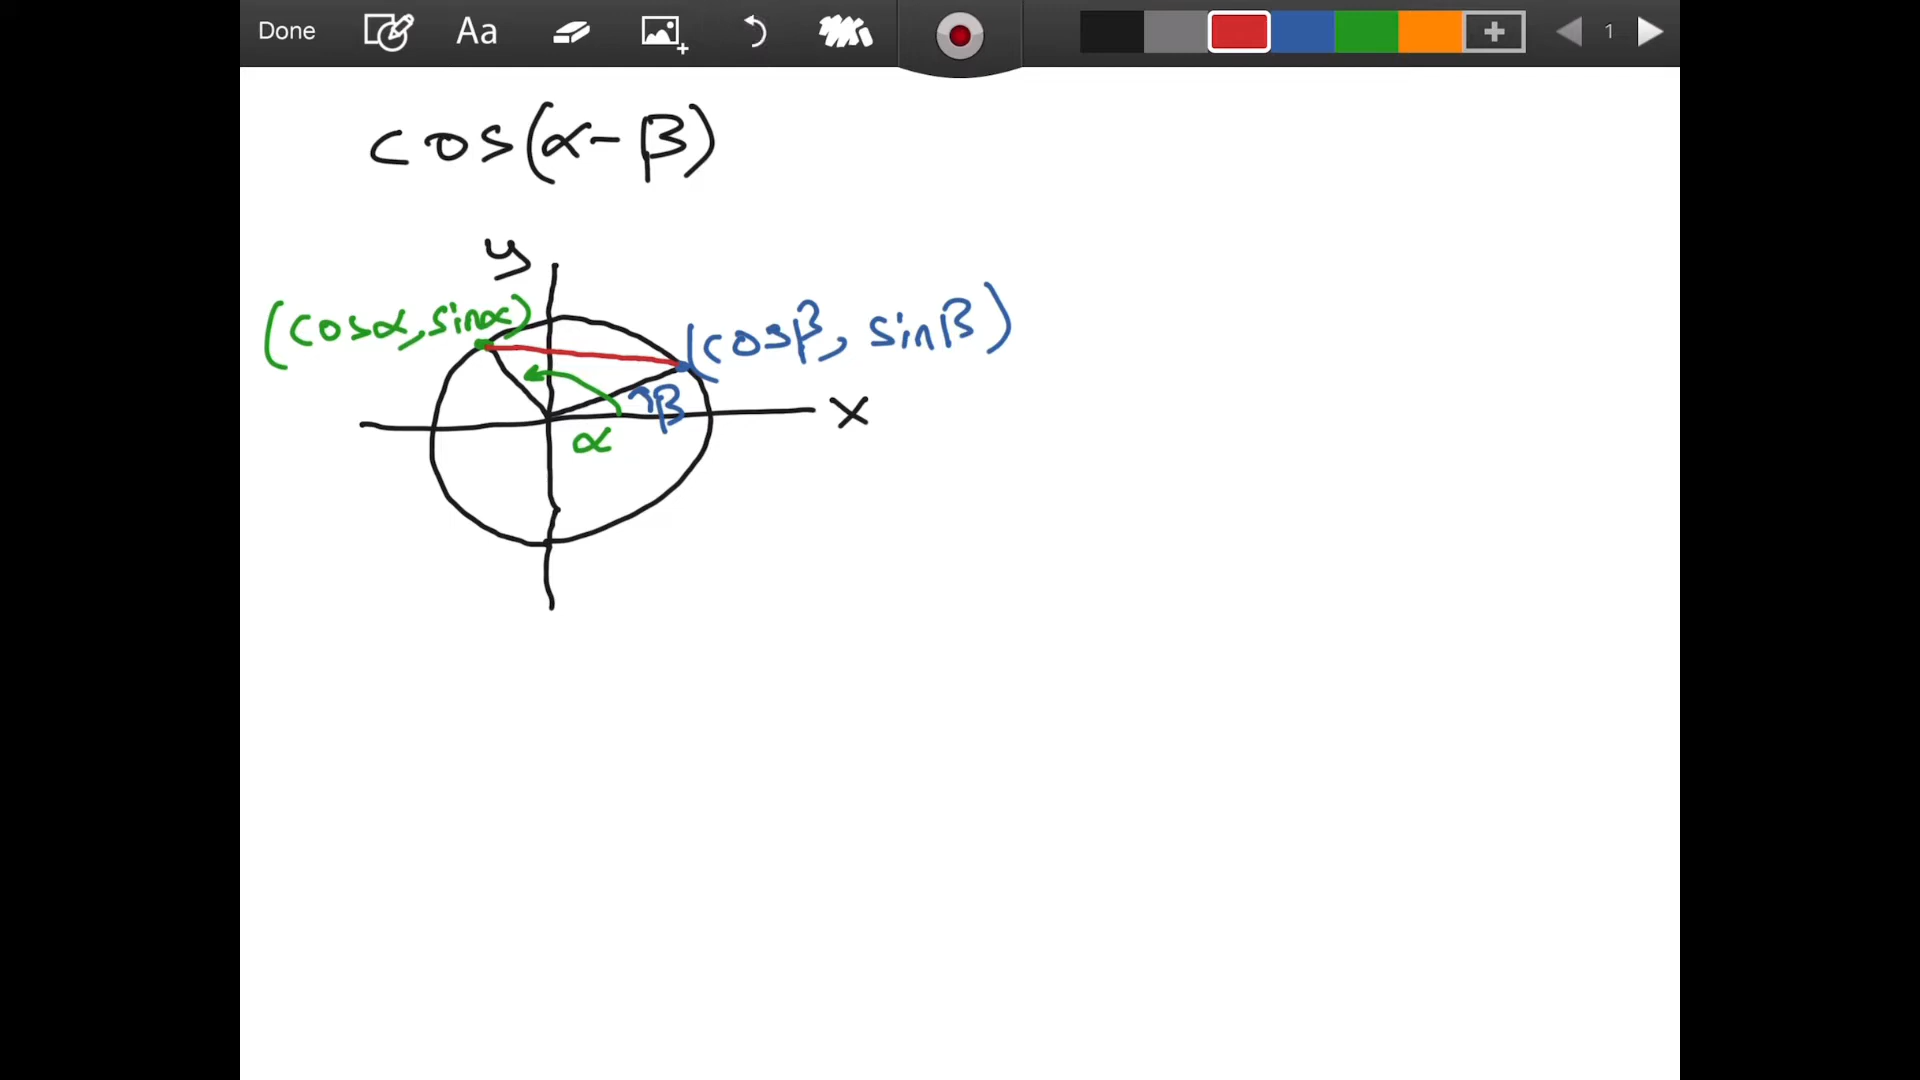 Done Aa 1
cos(α-β)
y
(cosα, sinα) (cosβ, sinβ)
β
x
α